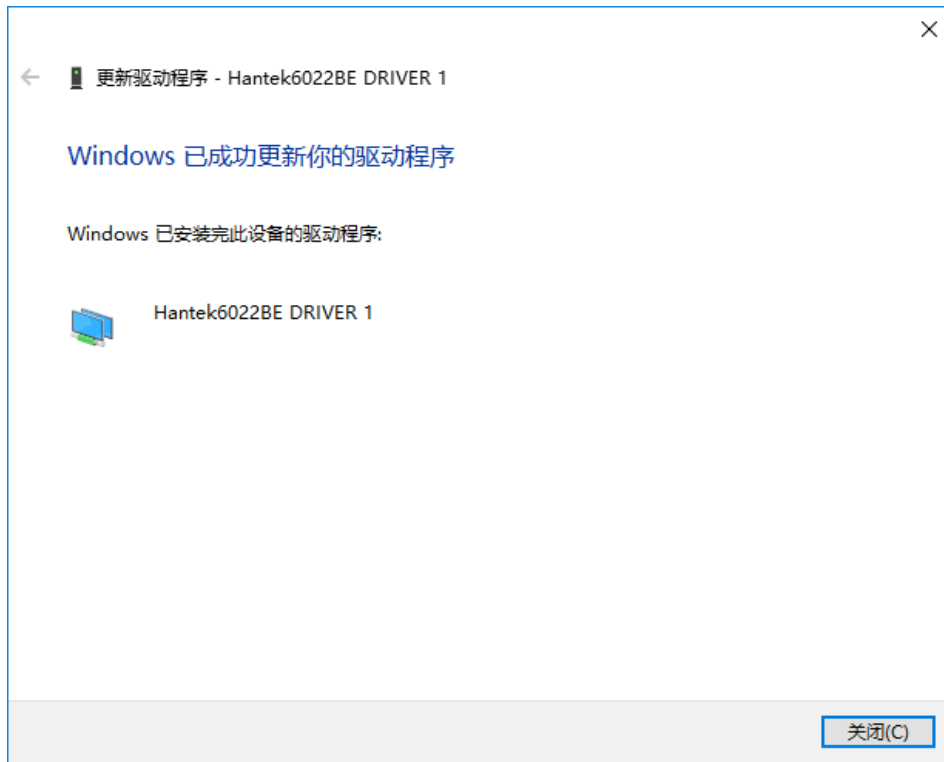 更新驱动程序 - Hantek6022BE DRIVER 1
Windows 已成功更新你的驱动程序
Windows 已安装完此设备的驱动程序:
Hantek6022BE DRIVER 1
关闭(C)